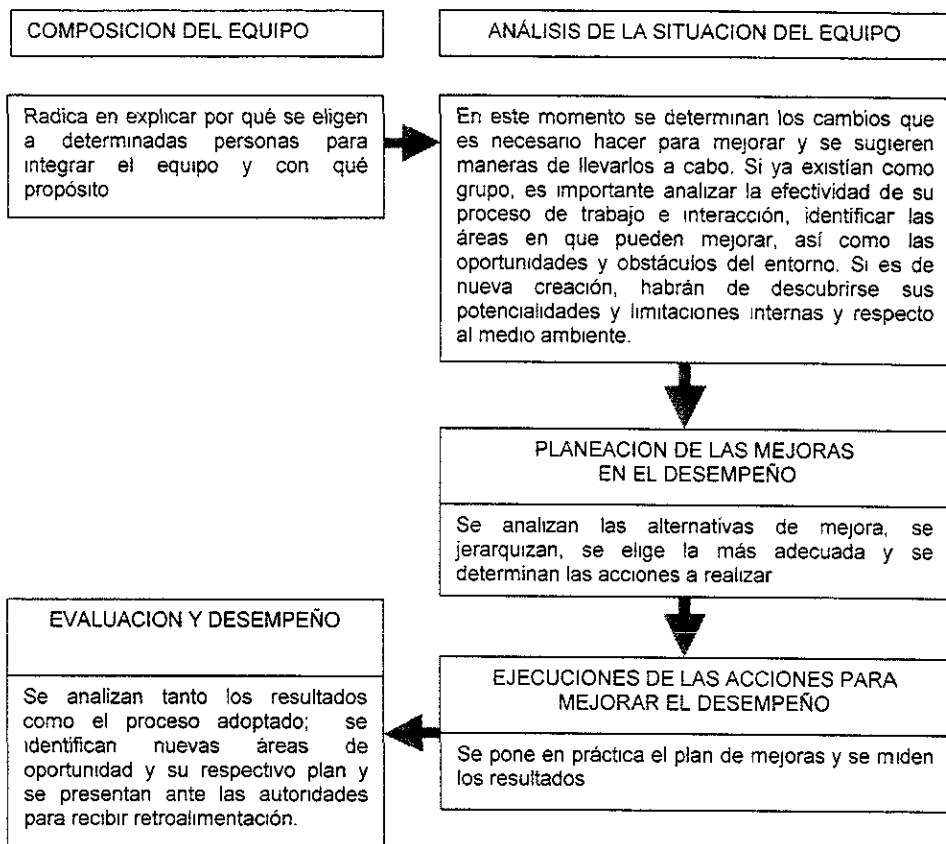 COMPOSICION DEL EQUIPO
Radica en explicar por qué se eligen
a determinadas personas para
integrar el equipo y con qué
propósito
ANÁLISIS DE LA SITUACION DEL EQUIPO
En este momento se determinan los cambios que
es necesario hacer para mejorar y se sugieren
maneras de llevarlos a cabo. Si ya existían como
grupo, es importante analizar la efectividad de su
proceso de trabajo e interacción, identificar las
áreas en que pueden mejorar, así como las
oportunidades y obstáculos del entorno. Si es de
nueva creación, habrán de descubrirse sus
potencialidades y limitaciones internas y respecto
al medio ambiente.
PLANEACION DE LAS MEJORAS
EN EL DESEMPEÑO
Se analizan las alternativas de mejora, se
jerarquizan, se elige la más adecuada y se
determinan las acciones a realizar
EJECUCIONES DE LAS ACCIONES PARA
MEJORAR EL DESEMPEÑO
Se pone en práctica el plan de mejoras y se miden
los resultados
EVALUACION Y DESEMPEÑO
Se analizan tanto los resultados
como el proceso adoptado; se
identifican nuevas áreas de
oportunidad y su respectivo plan y
se presentan ante las autoridades
para recibir retroalimentación.